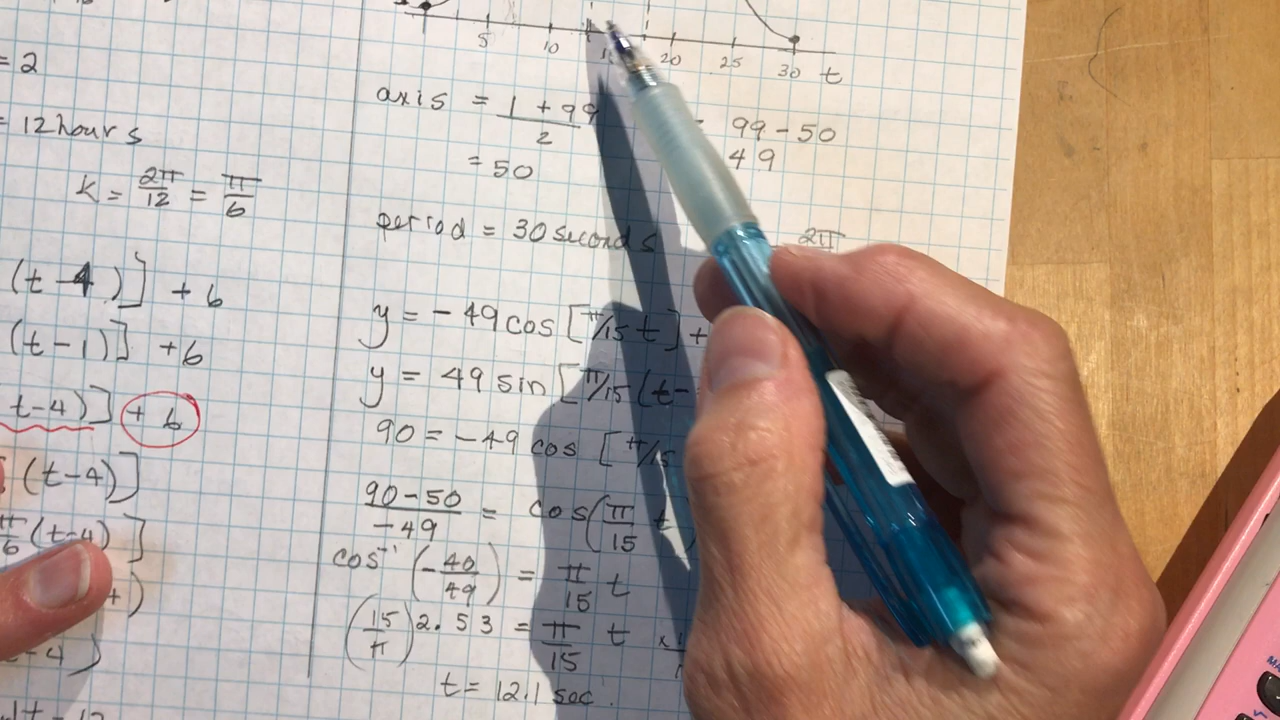 = 2
= 12 hours
K = 2π/12 = π/6
(t - 4)] + 6
(t - 1)] + 6
t - 4)] + 6
(t - 4)]
π/6 (t - 4)]
5 10 20 25 30 t
axis = (1 + 99)/2
= 50
99 - 50
49
period = 30 seconds
2π
y = - 49 cos [π/15 t] +
y = 49 sin [π/15 (t -
90 = - 49 cos [π/15
(90 - 50)/-49 = cos(π/15 t
cos⁻¹ (-40/49) = π/15 t
(15/π) 2.53 = π/15 t
t = 12.1 sec.